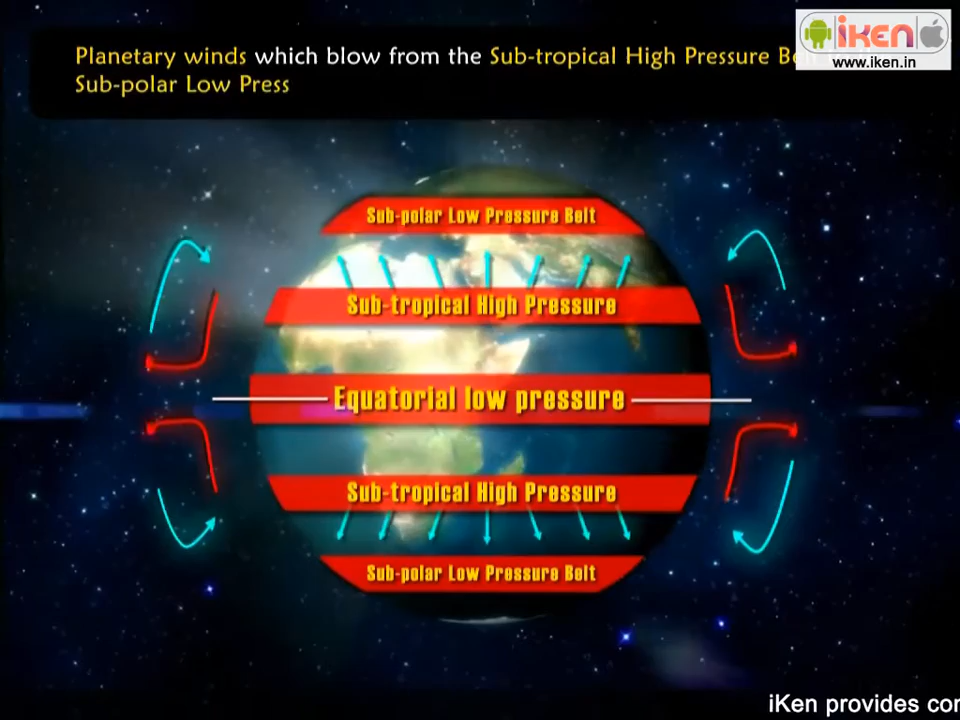 Planetary winds which blow from the Sub-tropical High Pressure
Sub-polar Low Press
iKen
www.iken.in
Sub-polar Low Pressure Belt
Sub-tropical High Pressure
Equatorial low pressure
Sub-tropical High Pressure
Sub-polar Low Pressure Belt
iKen provides